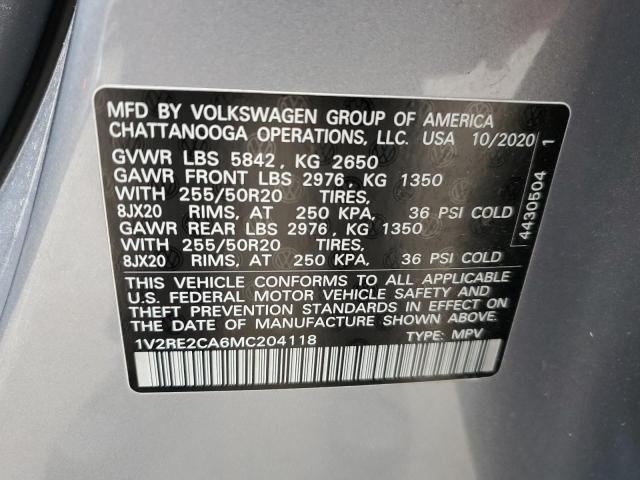 MFD BY VOLKSWAGEN GROUP OF AMERICA
CHATTANOOGA OPERATIONS, LLC. USA 10/2020
GVWR LBS 5842, KG 2650
GAWR FRONT LBS 2976, KG 1350
WITH 255/50R20 TIRES,
8JX20 RIMS, AT 250 KPA, 36 PSI COLD
GAWR REAR LBS 2976, KG 1350
WITH 255/50R20 TIRES,
8JX20 RIMS, AT 250 KPA, 36 PSI COLD
THIS VEHICLE CONFORMS TO ALL APPLICABLE
U.S. FEDERAL MOTOR VEHICLE SAFETY AND
THEFT PREVENTION STANDARDS IN EFFECT ON
THE DATE OF MANUFACTURE SHOWN ABOVE.
1V2RE2CA6MC204118 TYPE: MPV
4430504 1